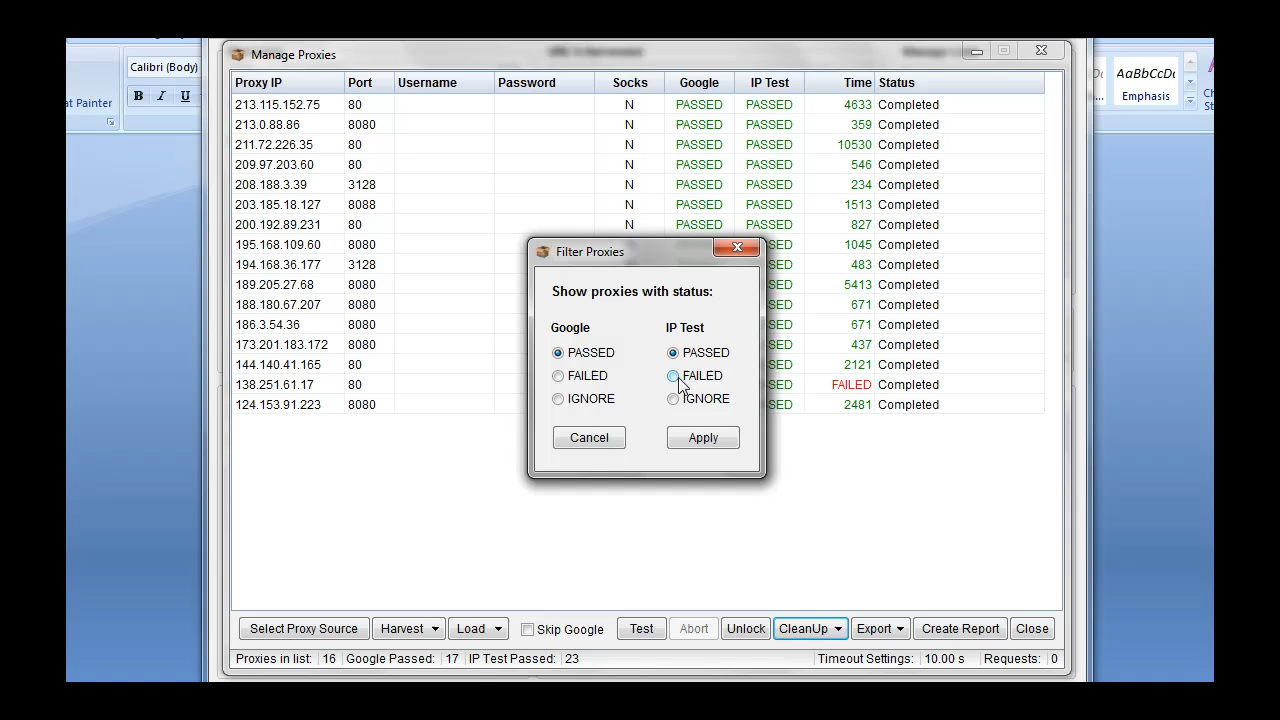 Manage Proxies
Calibri (Body)
B I U
at Painter
AaBbCcDc
Emphasis
Proxy IP Port Username Password Socks Google IP Test Time Status
213.115.152.75 80 N PASSED PASSED 4633 Completed
213.0.88.86 8080 N PASSED PASSED 359 Completed
211.72.226.35 80 N PASSED PASSED 10530 Completed
209.97.203.60 80 N PASSED PASSED 546 Completed
208.188.3.39 3128 N PASSED PASSED 234 Completed
203.185.18.127 8088 N PASSED PASSED 1513 Completed
200.192.89.231 80 N PASSED PASSED 827 Completed
195.168.109.60 8080 SED 1045 Completed
194.168.36.177 3128 SED 483 Completed
189.205.27.68 8080 SED 5413 Completed
188.180.67.207 8080 SED 671 Completed
186.3.54.36 8080 SED 671 Completed
173.201.183.172 8080 SED 437 Completed
144.140.41.165 80 SED 2121 Completed
138.251.61.17 80 SED FAILED Completed
124.153.91.223 8080 SED 2481 Completed
Filter Proxies
Show proxies with status:
Google IP Test
PASSED PASSED
FAILED FAILED
IGNORE IGNORE
Cancel Apply
Select Proxy Source Harvest Load Skip Google Test Abort Unlock CleanUp Export Create Report Close
Proxies in list: 16 Google Passed: 17 IP Test Passed: 23 Timeout Settings: 10.00 s Requests: 0